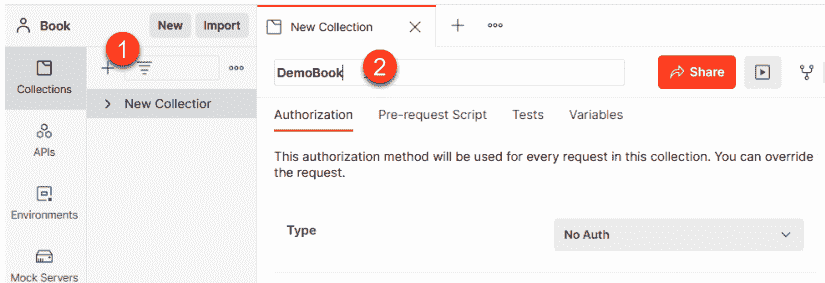 Book
New
Import
New Collection
1
Collections
New Collection
DemoBook
2
Share
APIs
Environments
Mock Servers
Authorization
Pre-request Script
Tests
Variables
This authorization method will be used for every request in this collection. You can override
the request.
Type
No Auth